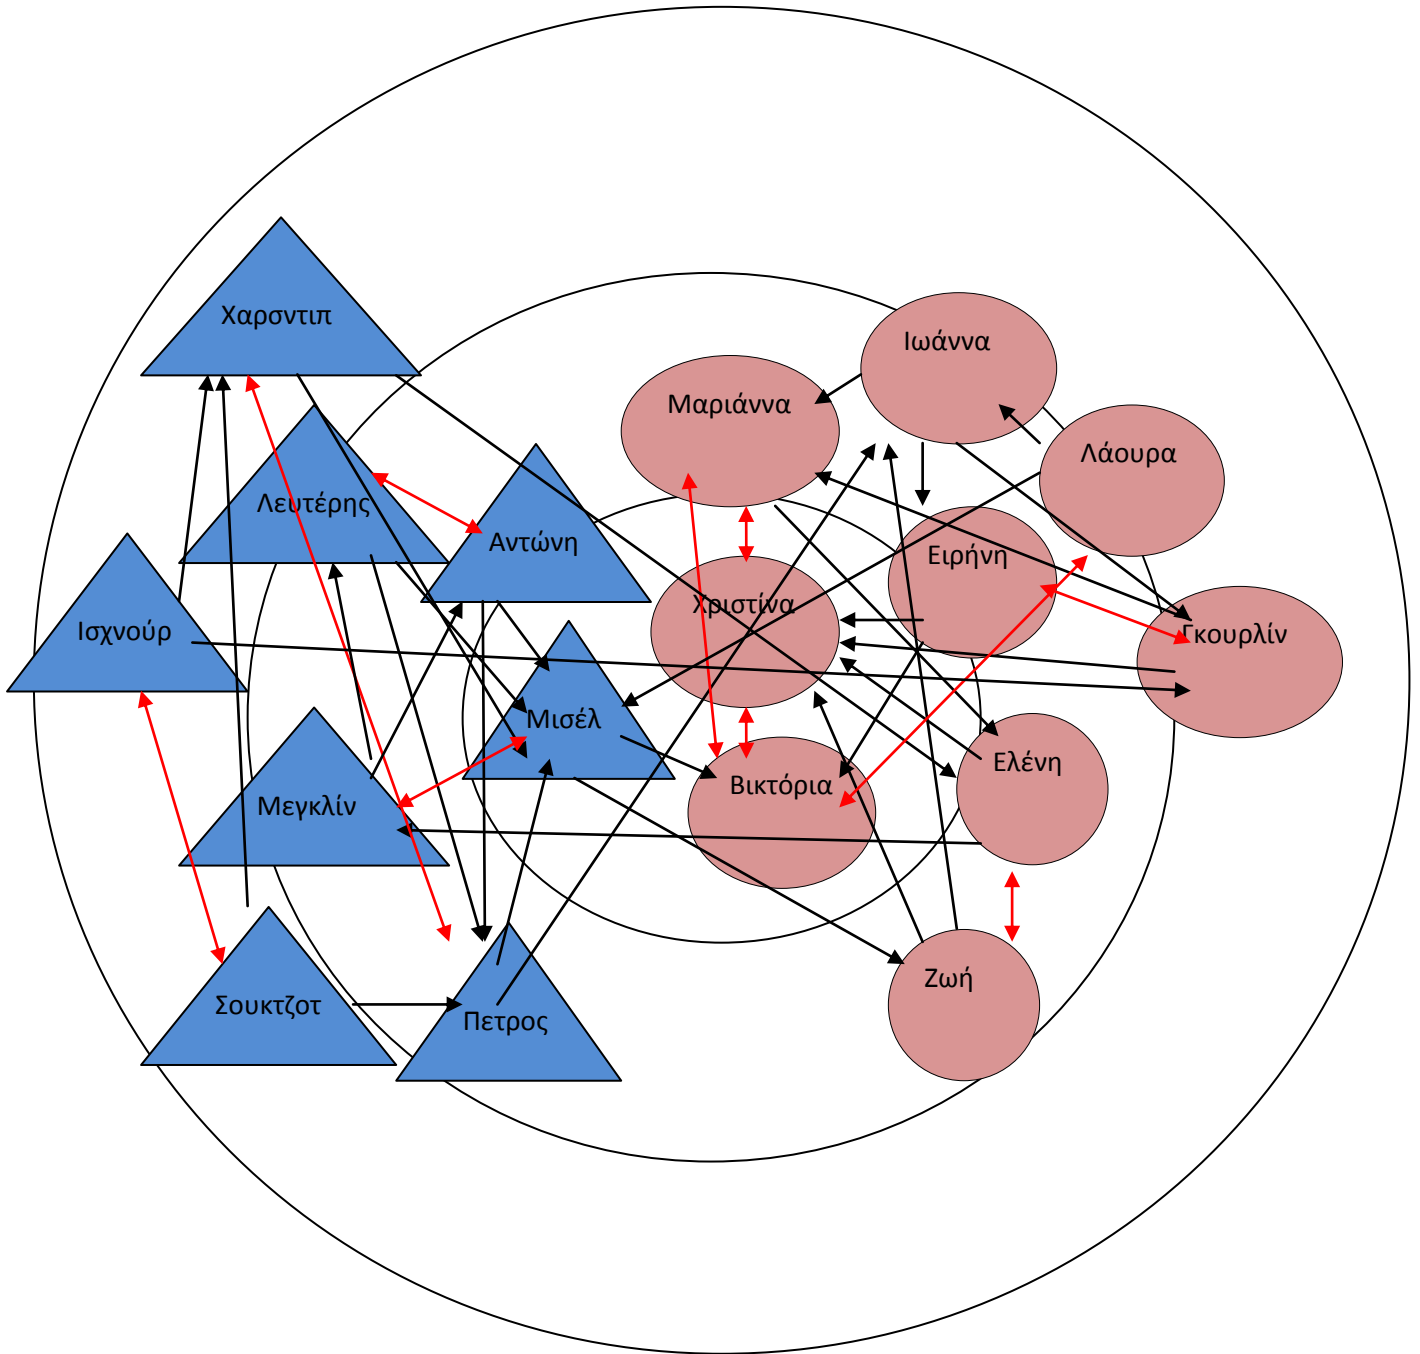 Χαρσντιπ
Ιωάννα
Μαριάννα
Λάουρα
Λευτέρης
Αντώνη
Ειρήνη
Χριστίνα
Ισχνούρ
Γκουρλίν
Μισέλ
Ελένη
Βικτόρια
Μεγκλίν
Ζωή
Σουκτζοτ
Πετρος